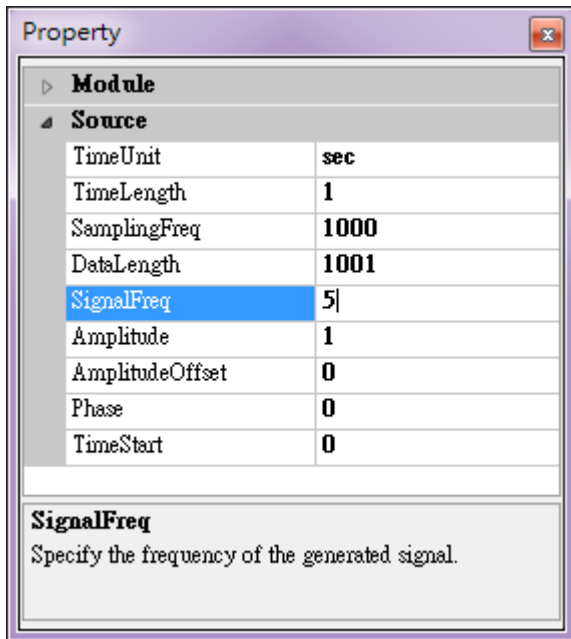 Property
Module
Source
TimeUnit sec
TimeLength 1
SamplingFreq 1000
DataLength 1001
SignalFreq 5
Amplitude 1
AmplitudeOffset 0
Phase 0
TimeStart 0
SignalFreq
Specify the frequency of the generated signal.